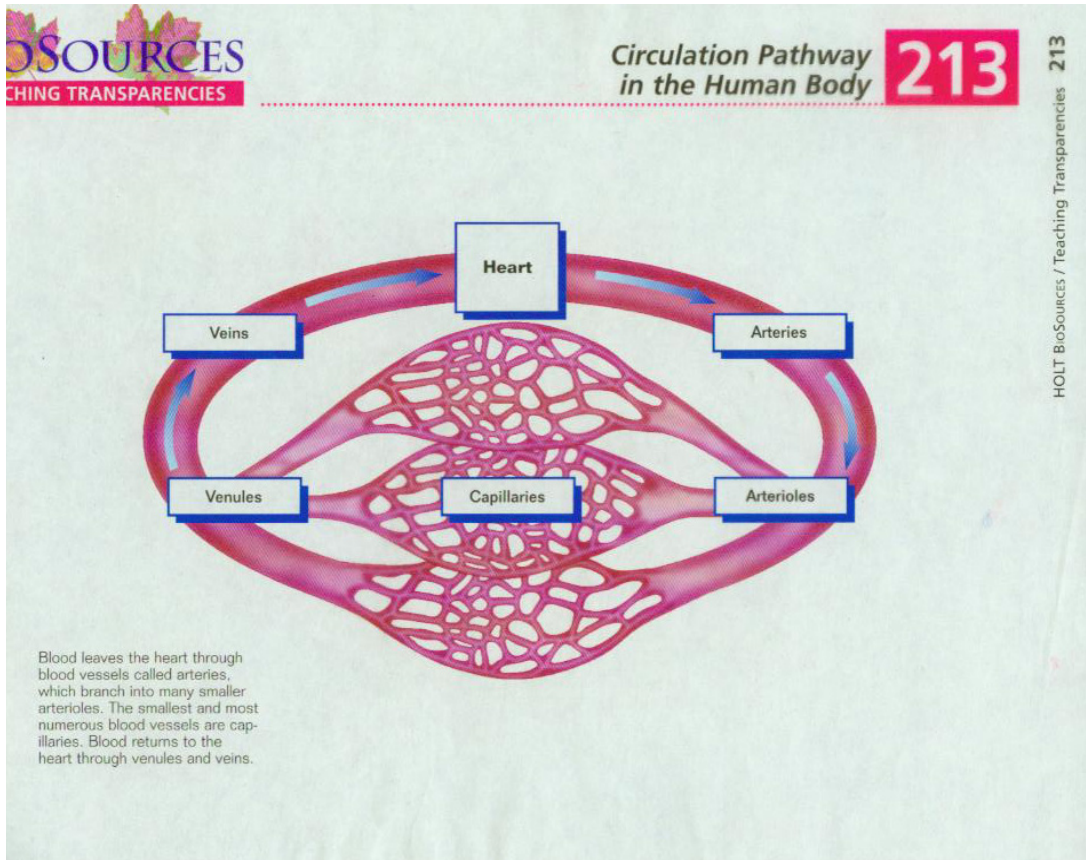 OSOURCES
CHING TRANSPARENCIES
Circulation Pathway
in the Human Body
213
HOLT BIOSOURCES / Teaching Transparencies 213
Heart
Veins
Arteries
Venules
Capillaries
Arterioles
Blood leaves the heart through
blood vessels called arteries,
which branch into many smaller
arterioles. The smallest and most
numerous blood vessels are cap-
illaries. Blood returns to the
heart through venules and veins.